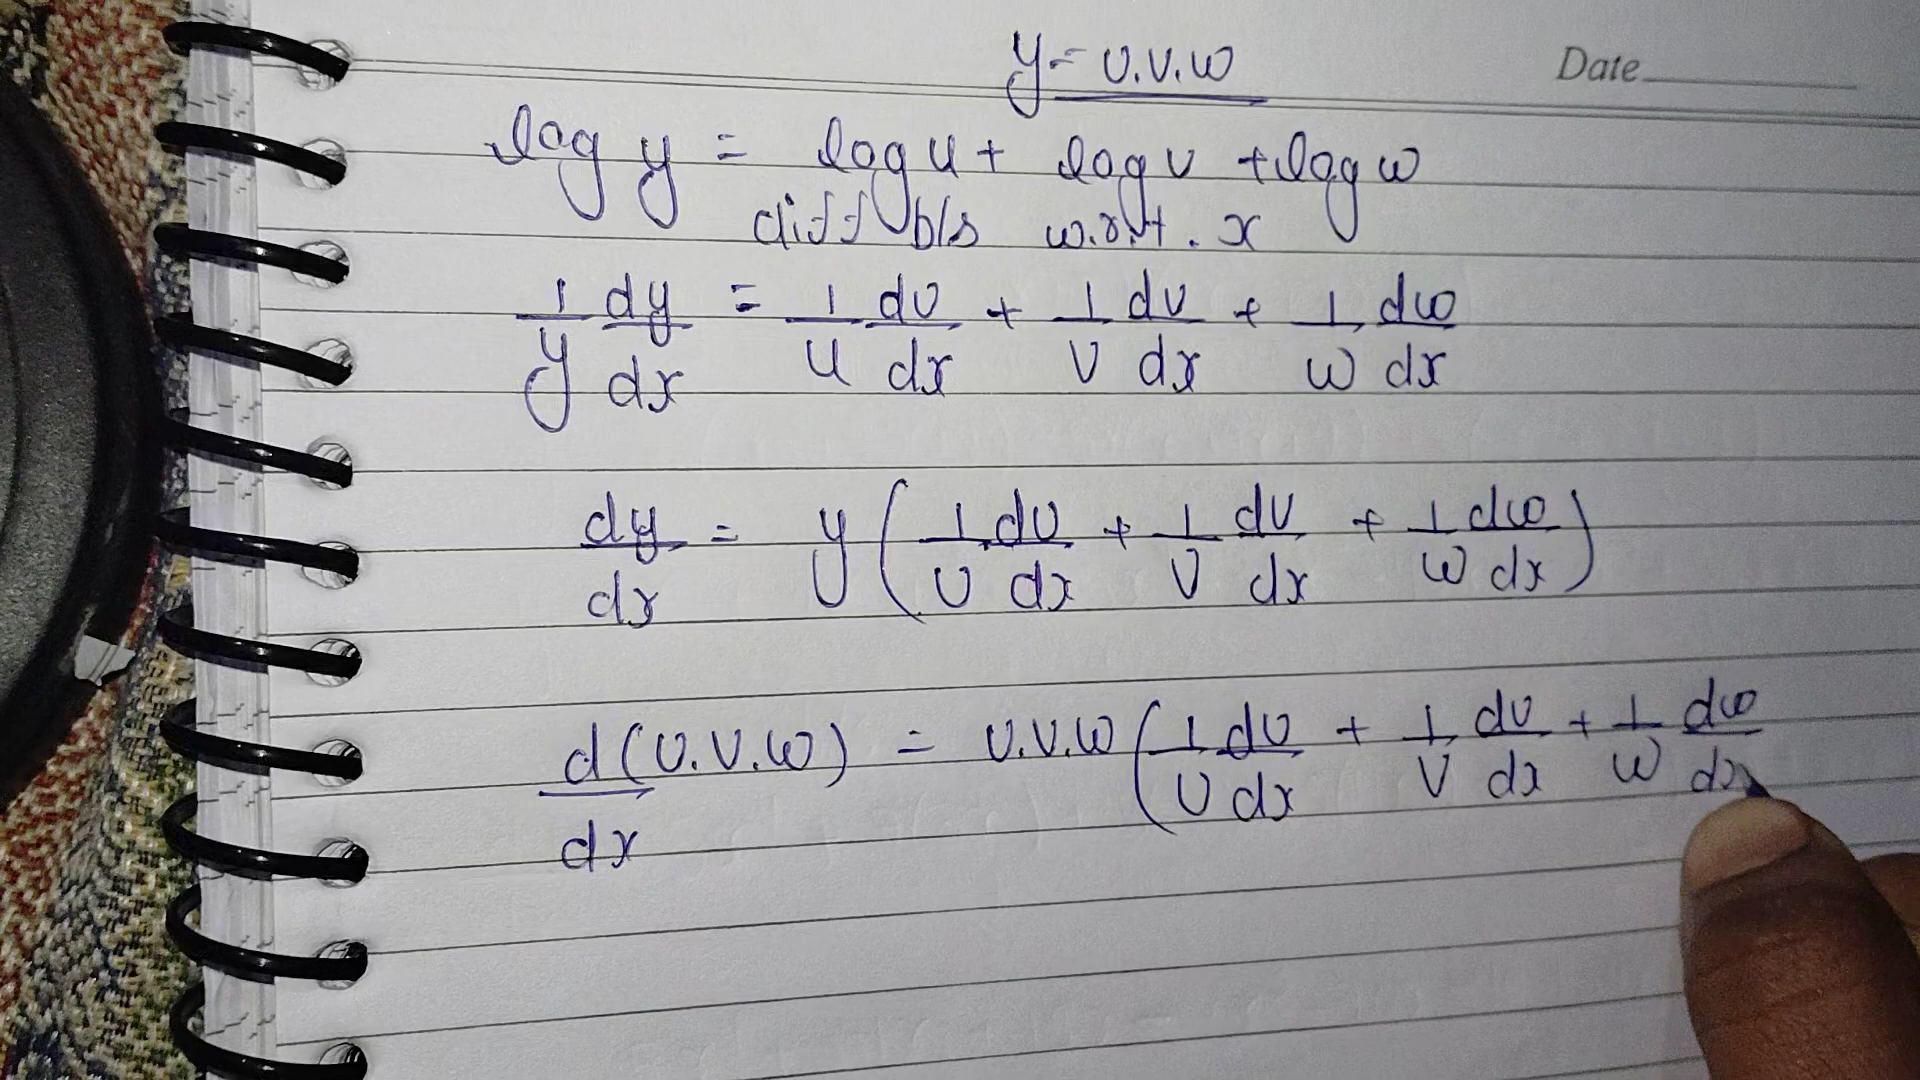 y = u.v.w
Date
log y = log u + log v + log w
diff b/s w.r.t. x
1/y dy/dx = 1/u du/dx + 1/v dv/dx + 1/w dw/dx
dy/dx = y ( 1/u du/dx + 1/v dv/dx + 1/w dw/dx )
d/dx (u.v.w) = u.v.w ( 1/u du/dx + 1/v dv/dx + 1/w dw/dx